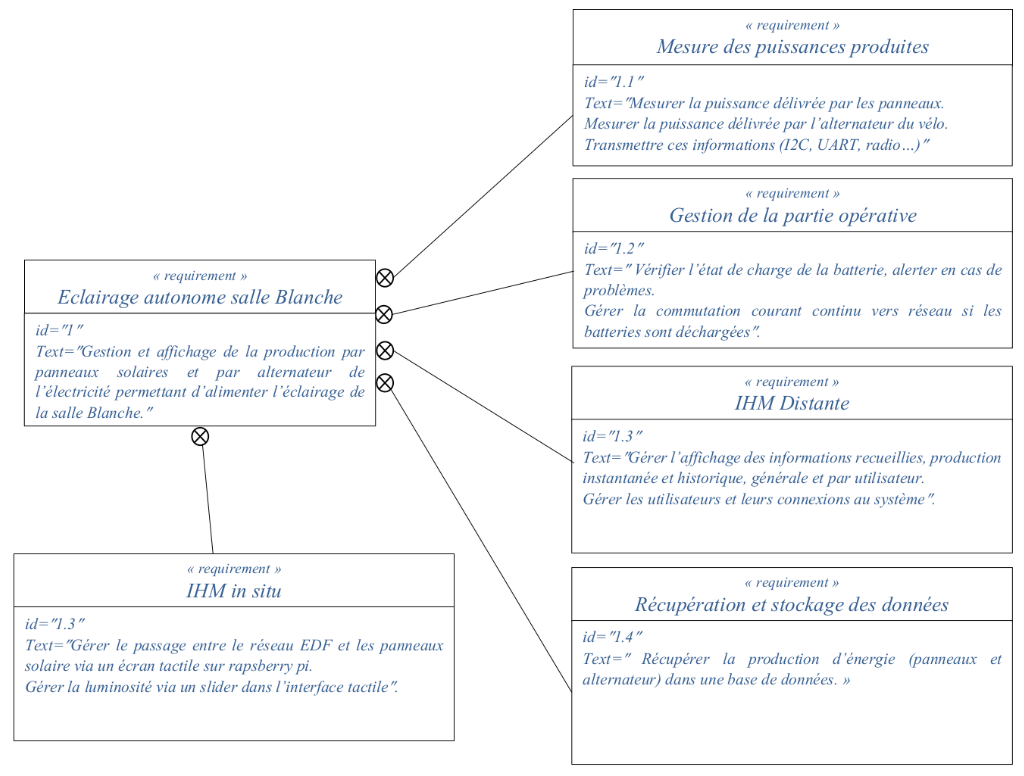 « requirement »
Mesure des puissances produites
id="1.1"
Text="Mesurer la puissance délivrée par les panneaux.
Mesurer la puissance délivrée par l'alternateur du vélo.
Transmettre ces informations (I2C, UART, radio…)"
« requirement »
Gestion de la partie opérative
id="1.2"
Text=" Vérifier l'état de charge de la batterie, alerter en cas de
problèmes.
Gérer la commutation courant continu vers réseau si les
batteries sont déchargées".
« requirement »
Eclairage autonome salle Blanche
id="1"
Text="Gestion et affichage de la production par
panneaux solaires et par alternateur de
l'électricité permettant d'alimenter l'éclairage de
la salle Blanche."
« requirement »
IHM Distante
id="1.3"
Text="Gérer l'affichage des informations recueillies, production
instantanée et historique, générale et par utilisateur.
Gérer les utilisateurs et leurs connexions au système".
« requirement »
IHM in situ
id="1.3"
Text="Gérer le passage entre le réseau EDF et les panneaux
solaire via un écran tactile sur rapsberry pi.
Gérer la luminosité via un slider dans l'interface tactile".
« requirement »
Récupération et stockage des données
id="1.4"
Text=" Récupérer la production d'énergie (panneaux et
alternateur) dans une base de données. »